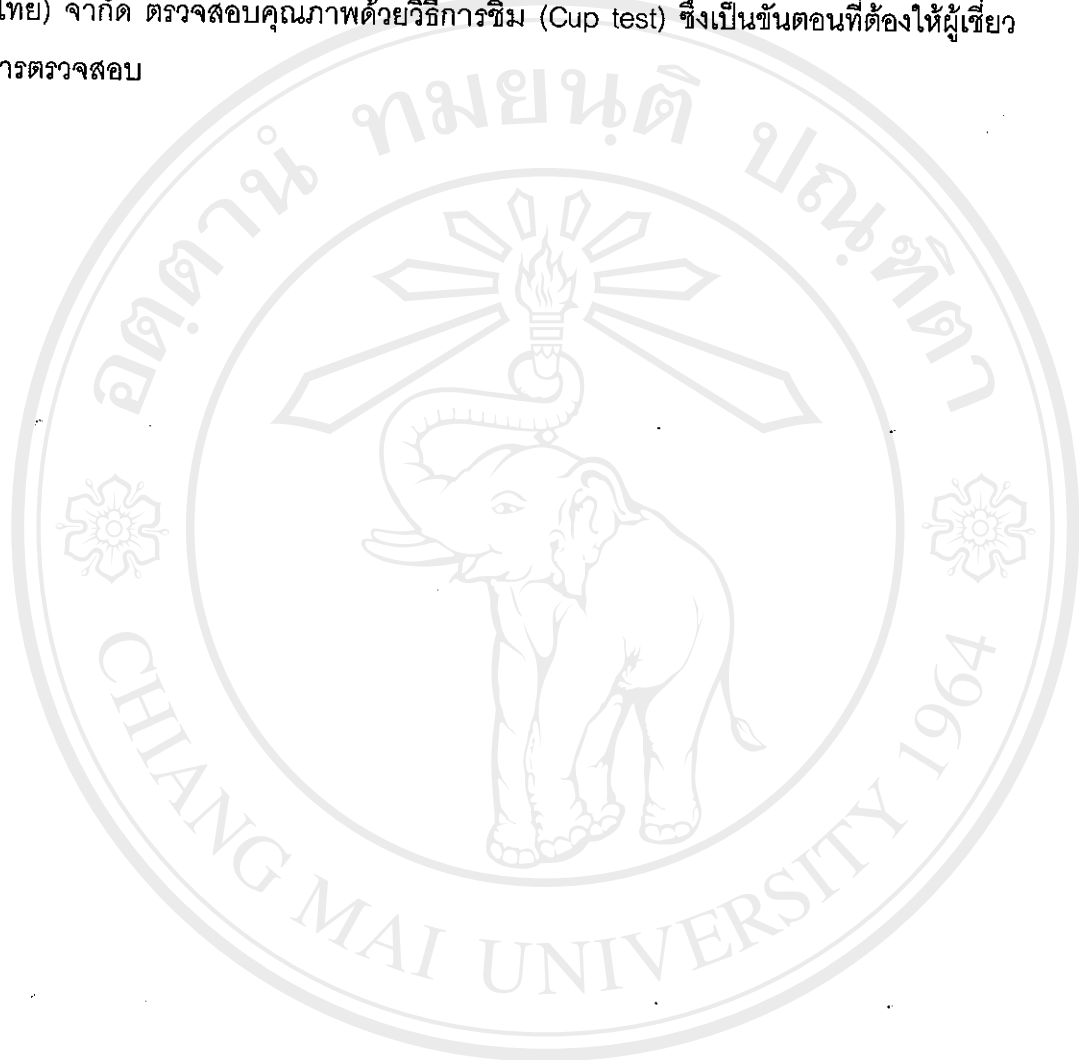 ไทย) จำกัด ตรวจสอบคุณภาพด้วยวิธีการชิม (Cup test) ซึ่งเป็นขั้นตอนที่ต้องให้ผู้เชี่ยว
ารตรวจสอบ
อตฺตานํ ทมยนฺติ ปณฺฑิตา
CHIANG MAI UNIVERSITY 1964